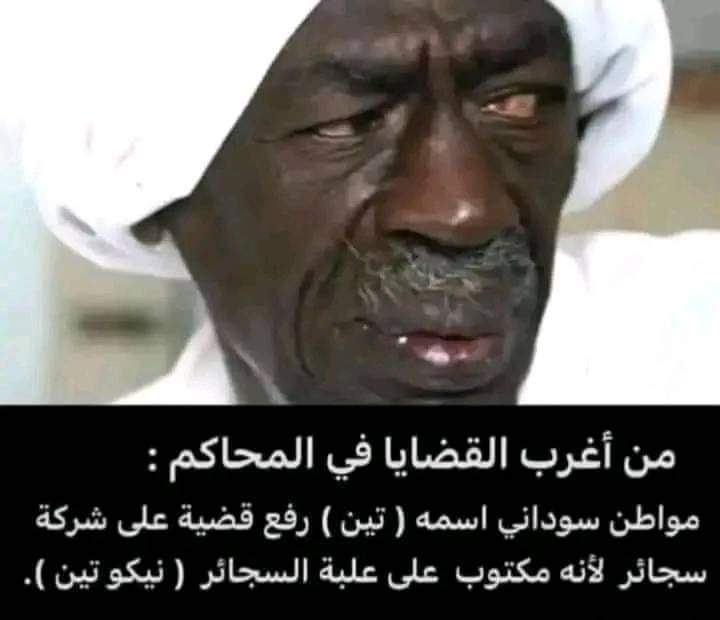 من أغرب القضايا في المحاكم :
مواطن سوداني اسمه ( تين ) رفع قضية على شركة
سجائر لأنه مكتوب على علبة السجائر ( نيكو تين ).